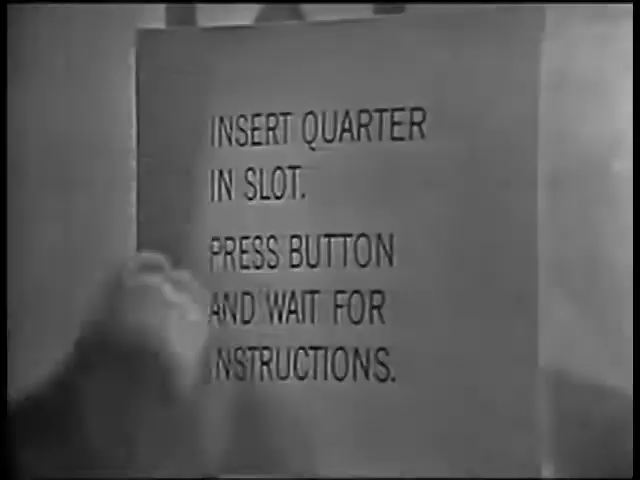 INSERT QUARTER
IN SLOT.
PRESS BUTTON
AND WAIT FOR
INSTRUCTIONS.